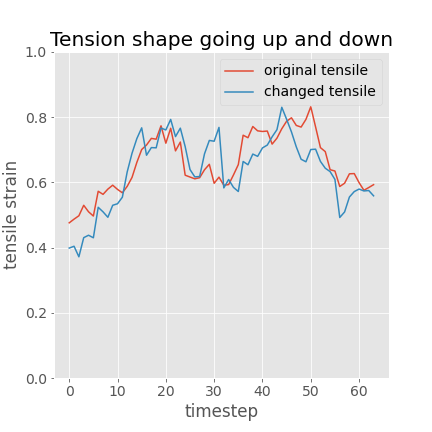 Tension shape going up and down
original tensile
changed tensile
tensile strain
1.0
0.8
0.6
0.4
0.2
0.0
0 10 20 30 40 50 60
timestep